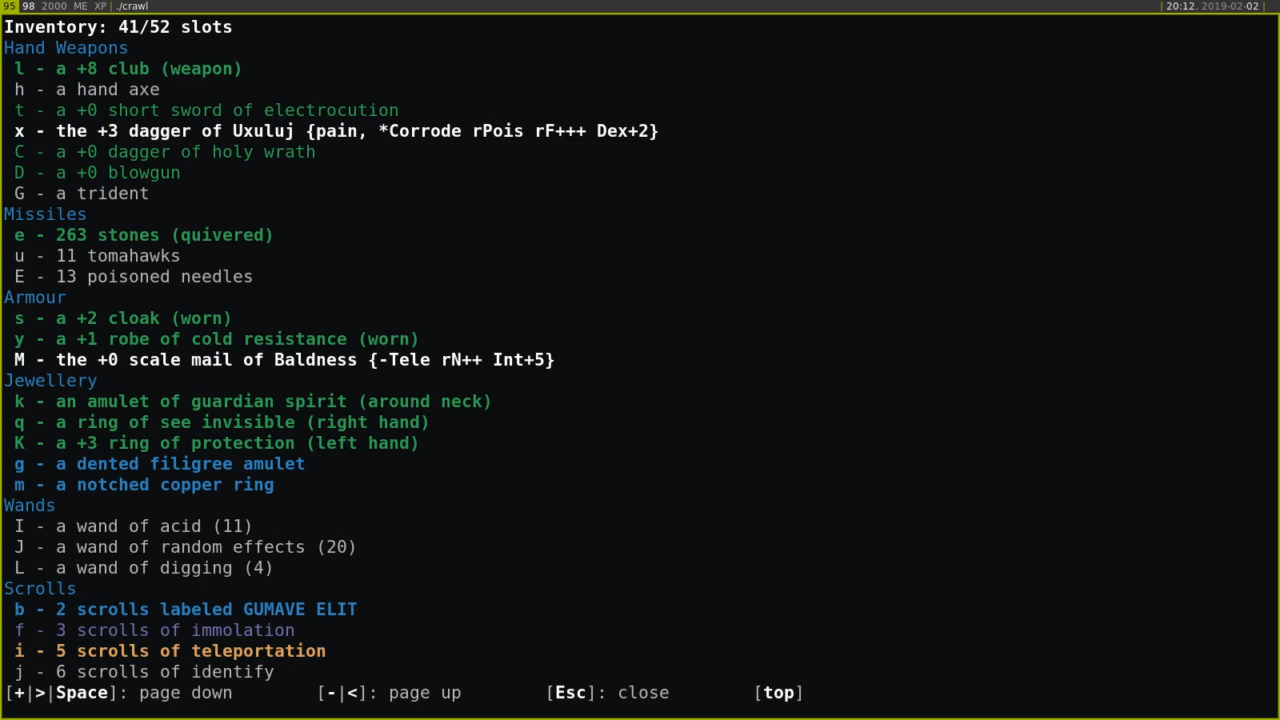 95 98 2000 ME XP | ./crawl | 20:12, 2019-02-02 |
Inventory: 41/52 slots
Hand Weapons
l - a +8 club (weapon)
h - a hand axe
t - a +0 short sword of electrocution
x - the +3 dagger of Uxuluj {pain, *Corrode rPois rF+++ Dex+2}
C - a +0 dagger of holy wrath
D - a +0 blowgun
G - a trident
Missiles
e - 263 stones (quivered)
u - 11 tomahawks
E - 13 poisoned needles
Armour
s - a +2 cloak (worn)
y - a +1 robe of cold resistance (worn)
M - the +0 scale mail of Baldness {-Tele rN++ Int+5}
Jewellery
k - an amulet of guardian spirit (around neck)
q - a ring of see invisible (right hand)
K - a +3 ring of protection (left hand)
g - a dented filigree amulet
m - a notched copper ring
Wands
I - a wand of acid (11)
J - a wand of random effects (20)
L - a wand of digging (4)
Scrolls
b - 2 scrolls labeled GUMAVE ELIT
f - 3 scrolls of immolation
i - 5 scrolls of teleportation
j - 6 scrolls of identify
[+|>|Space]: page down [-|<]: page up [Esc]: close [top]